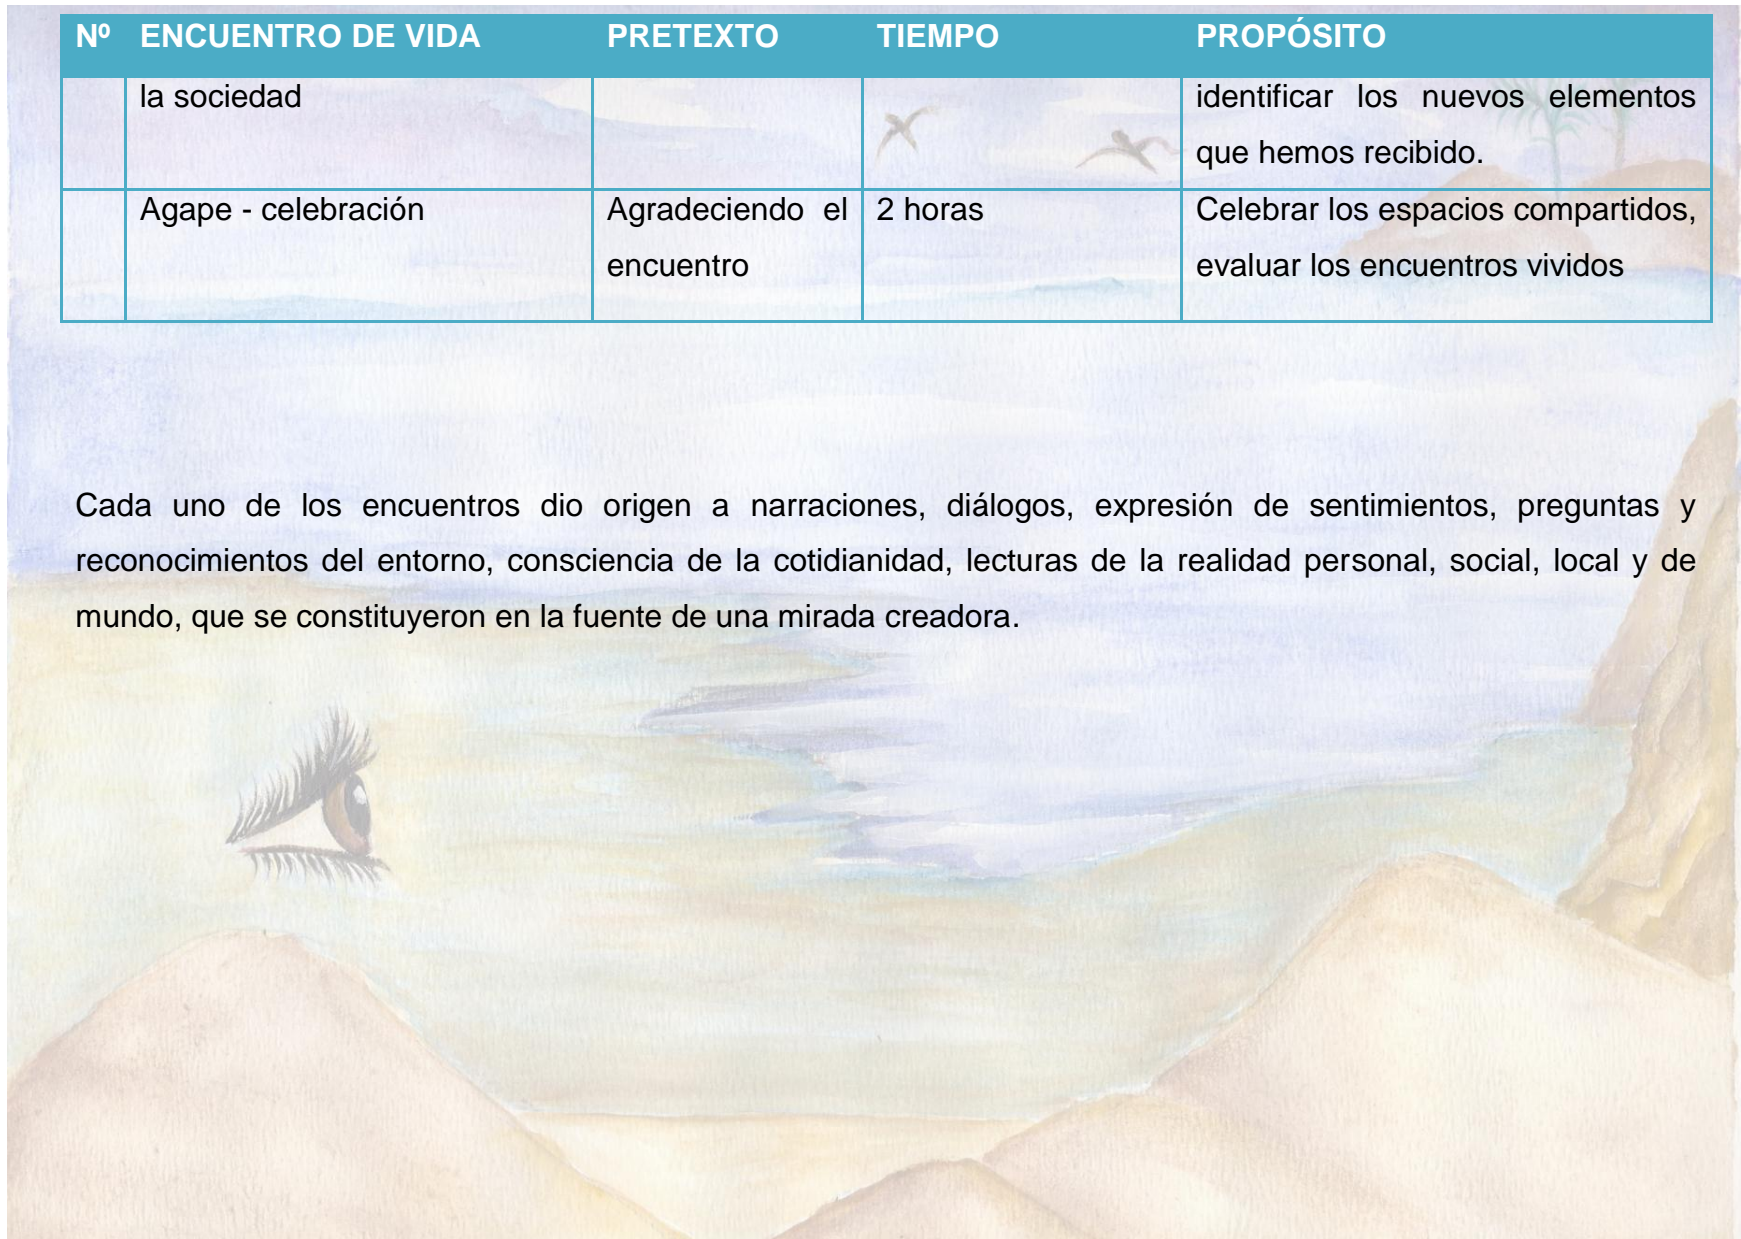 Nº ENCUENTRO DE VIDA PRETEXTO TIEMPO PROPÓSITO
la sociedad identificar los nuevos elementos
que hemos recibido.
Agape - celebración Agradeciendo el 2 horas Celebrar los espacios compartidos,
encuentro evaluar los encuentros vividos
Cada uno de los encuentros dio origen a narraciones, diálogos, expresión de sentimientos, preguntas y
reconocimientos del entorno, consciencia de la cotidianidad, lecturas de la realidad personal, social, local y de
mundo, que se constituyeron en la fuente de una mirada creadora.